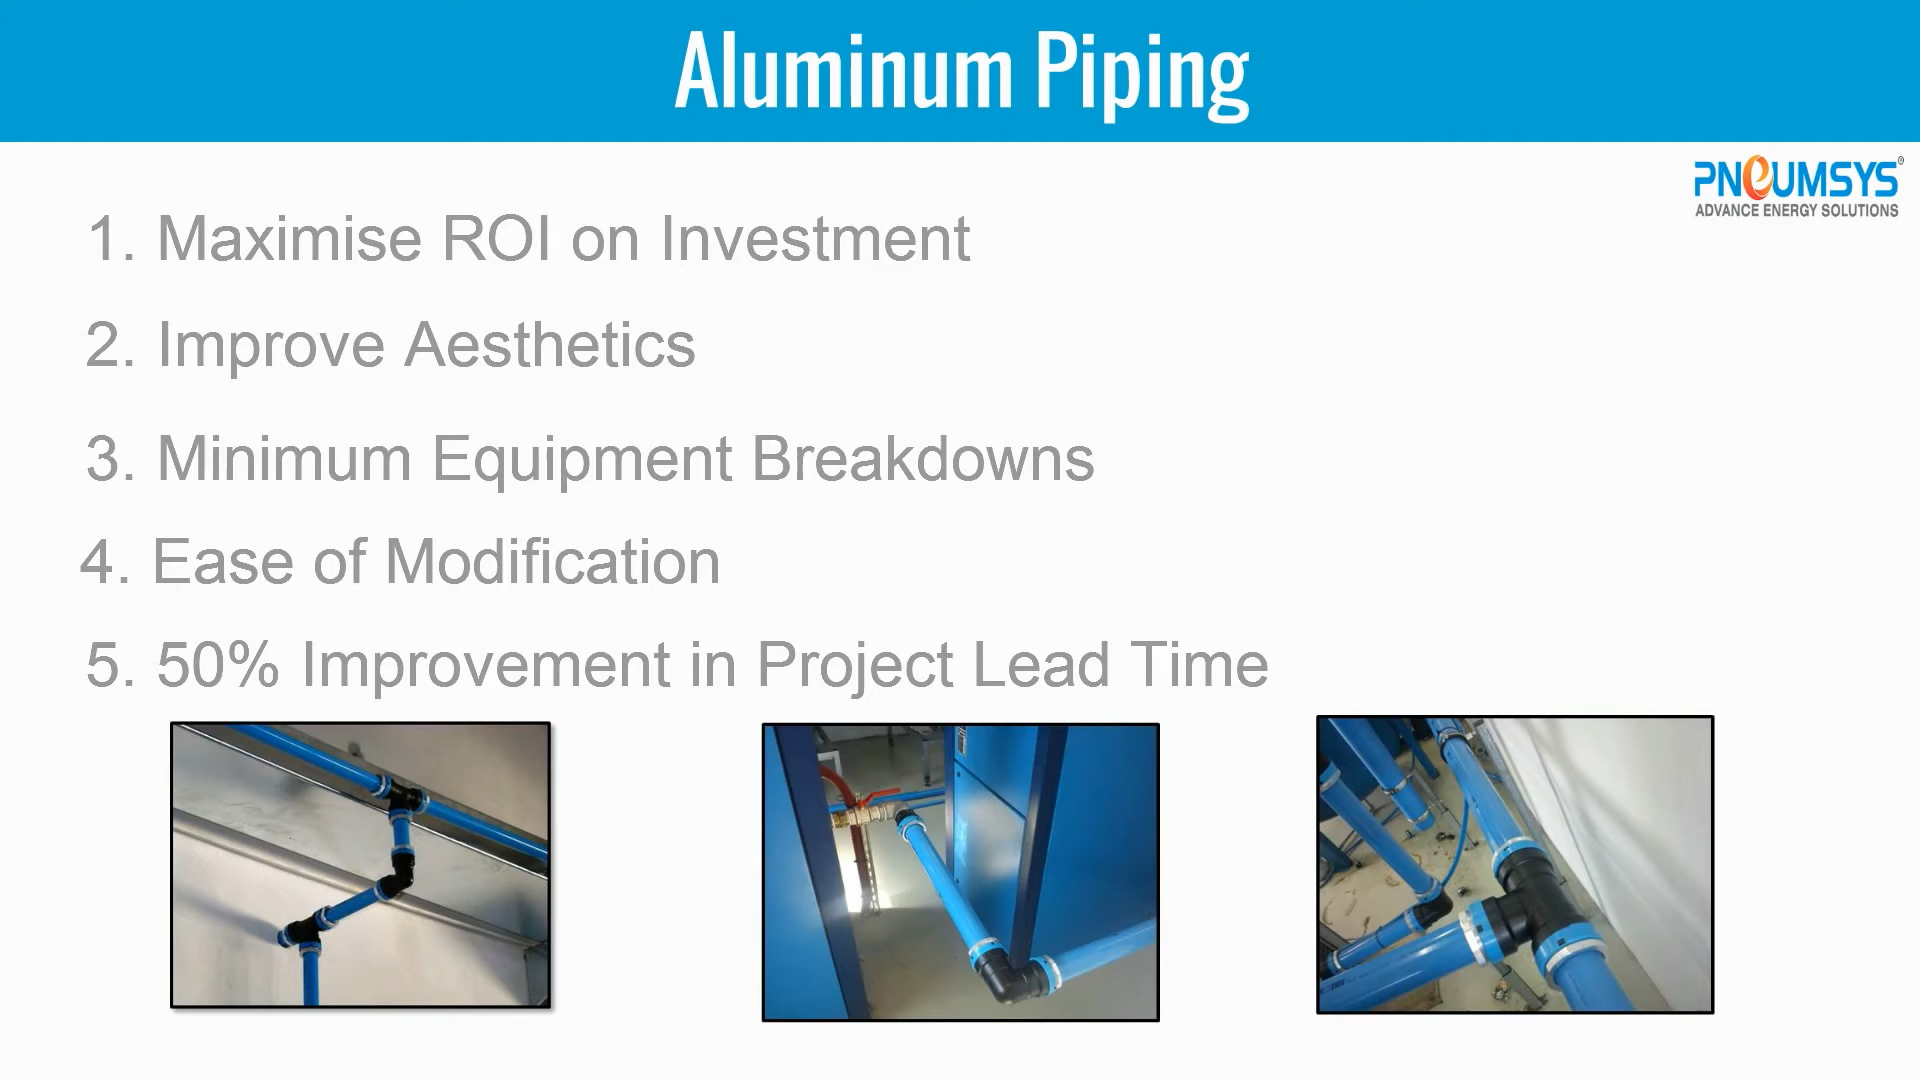 Aluminum Piping
PNEUMSYS®
ADVANCE ENERGY SOLUTIONS
1. Maximise ROI on Investment
2. Improve Aesthetics
3. Minimum Equipment Breakdowns
4. Ease of Modification
5. 50% Improvement in Project Lead Time